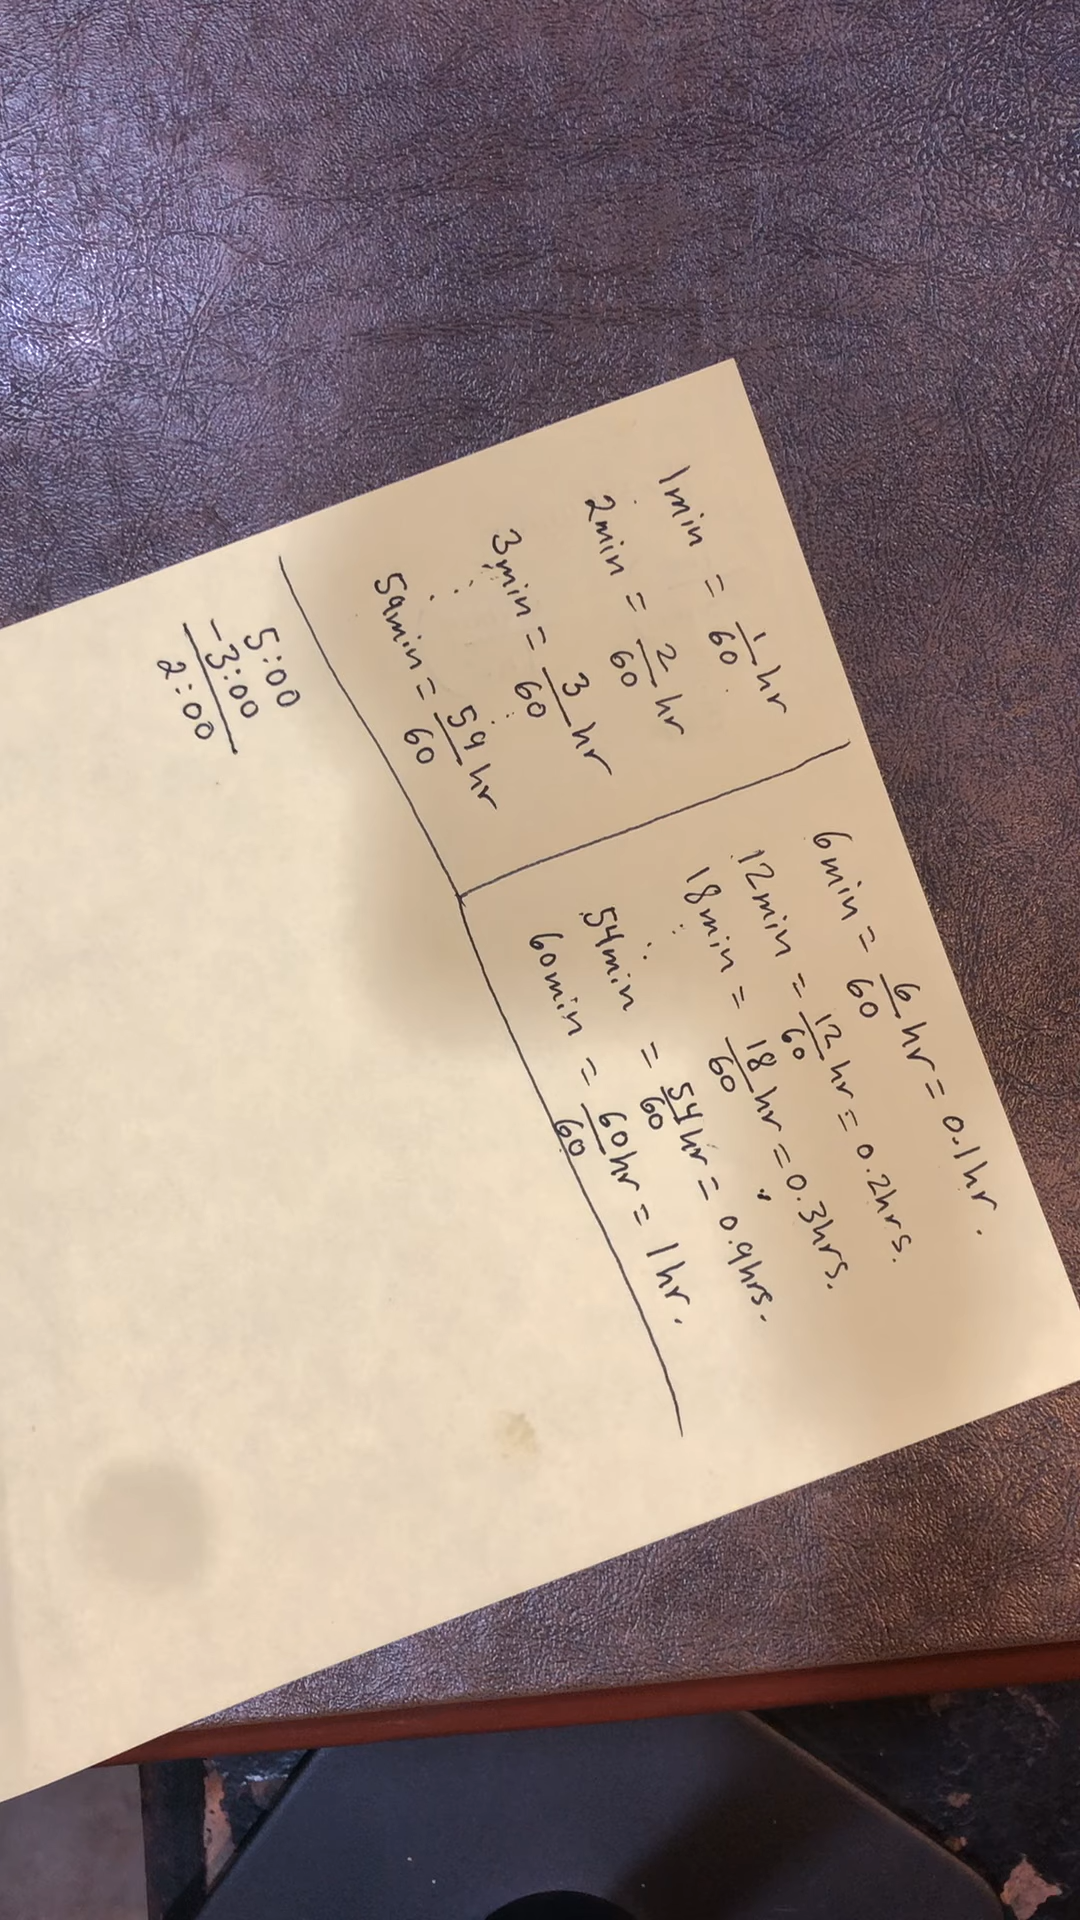 1min = 1/60 hr
2min = 2/60 hr
3min = 3/60 hr
⋮ ⋮
59min = 59/60 hr
6min = 6/60 hr = 0.1hr.
12min = 12/60 hr = 0.2hrs.
18min = 18/60 hr = 0.3hrs.
⋮
54min = 54/60 hr = 0.9hrs.
60min = 60/60 hr = 1hr.
5:00
-3:00
2:00